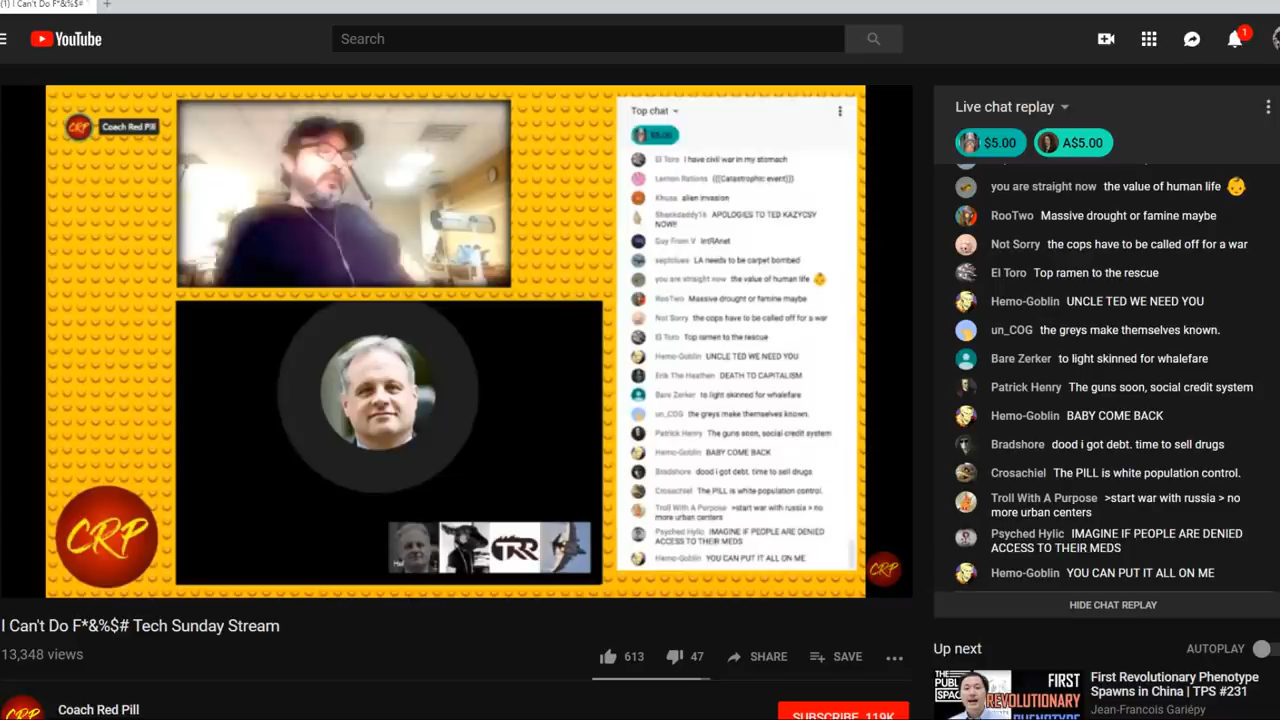 (1) I Can't Do F*&%$#
YouTube
Search
1
CRP
Coach Red Pill
Top chat
$5.00
El Toro I have civil war in my stomach
Lemon Rations (((Catastrophic event)))
Khusa alien invasion
Shankdaddy16 APOLOGIES TO TED KAZYCSY
NOW!!
Guy From V IntRAnet
septolues LA needs to be carpet bombed
you are straight now the value of human life
RooTwo Massive drought or famine maybe
Not Sorry the cops have to be called off for a war
El Toro Top ramen to the rescue
Hemo-Goblin UNCLE TED WE NEED YOU
Erik The Heathen DEATH TO CAPITALISM
Bare Zerker to light skinned for whalefare
un_COG the greys make themselves known.
Patrick Henry The guns soon, social credit system
Hemo-Goblin BABY COME BACK
Bradshore dood i got debt. time to sell drugs
Crosachiel The PILL is white population control.
Troll With A Purpose >start war with russia > no
more urban centers
Psyched Hylic IMAGINE IF PEOPLE ARE DENIED
ACCESS TO THEIR MEDS
Hemo-Goblin YOU CAN PUT IT ALL ON ME
TRR
CRP
CRP
Live chat replay
$5.00 A$5.00
you are straight now the value of human life
RooTwo Massive drought or famine maybe
Not Sorry the cops have to be called off for a war
El Toro Top ramen to the rescue
Hemo-Goblin UNCLE TED WE NEED YOU
un_COG the greys make themselves known.
Bare Zerker to light skinned for whalefare
Patrick Henry The guns soon, social credit system
Hemo-Goblin BABY COME BACK
Bradshore dood i got debt. time to sell drugs
Crosachiel The PILL is white population control.
Troll With A Purpose >start war with russia > no
more urban centers
Psyched Hylic IMAGINE IF PEOPLE ARE DENIED
ACCESS TO THEIR MEDS
Hemo-Goblin YOU CAN PUT IT ALL ON ME
HIDE CHAT REPLAY
I Can't Do F*&%$# Tech Sunday Stream
13,348 views
613 47 SHARE SAVE
Coach Red Pill
SUBSCRIBE 119K
Up next
AUTOPLAY
THE
PUBLIC
SPACE
FIRST
REVOLUTIONARY
PHENOTYPE
First Revolutionary Phenotype
Spawns in China | TPS #231
Jean-Francois Gariépy